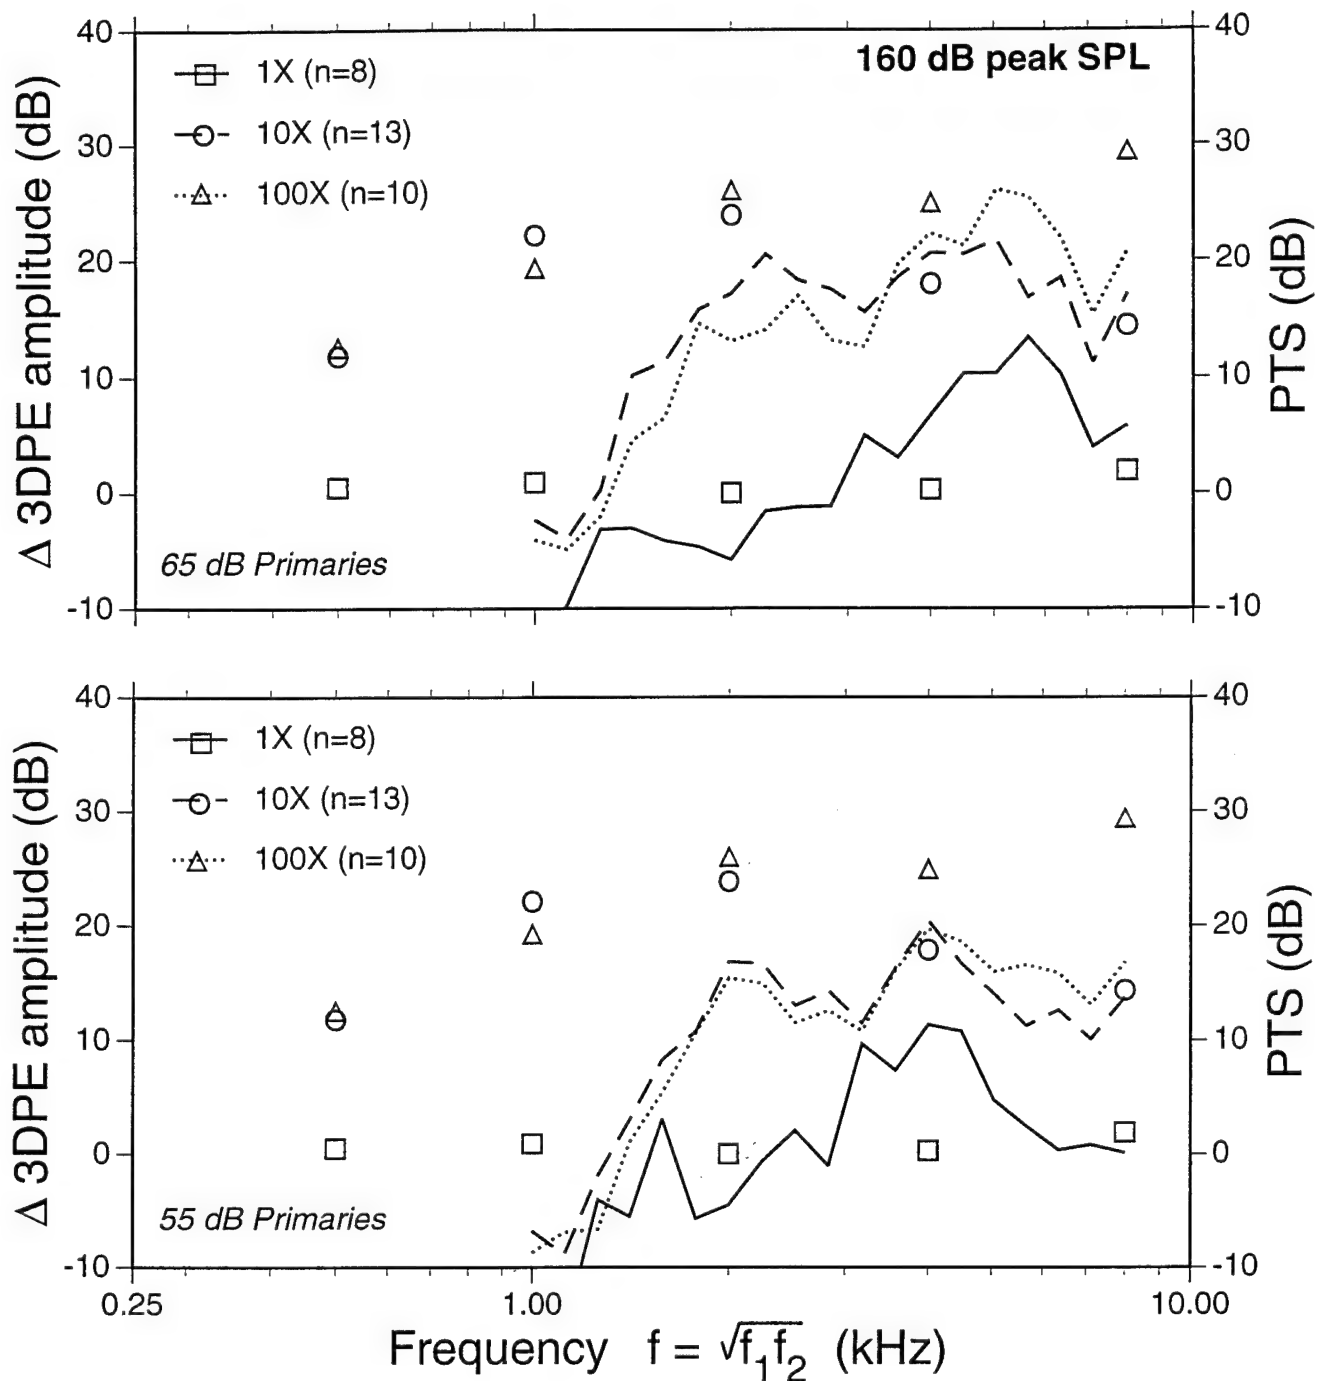 160 dB peak SPL
1X (n=8)
10X (n=13)
100X (n=10)
40
30
20
10
0
-10
Δ 3DPE amplitude (dB)
40
30
20
10
0
-10
PTS (dB)
65 dB Primaries
1X (n=8)
10X (n=13)
100X (n=10)
40
30
20
10
0
-10
Δ 3DPE amplitude (dB)
40
30
20
10
0
-10
PTS (dB)
55 dB Primaries
0.25 1.00 10.00
Frequency f = √f₁f₂ (kHz)